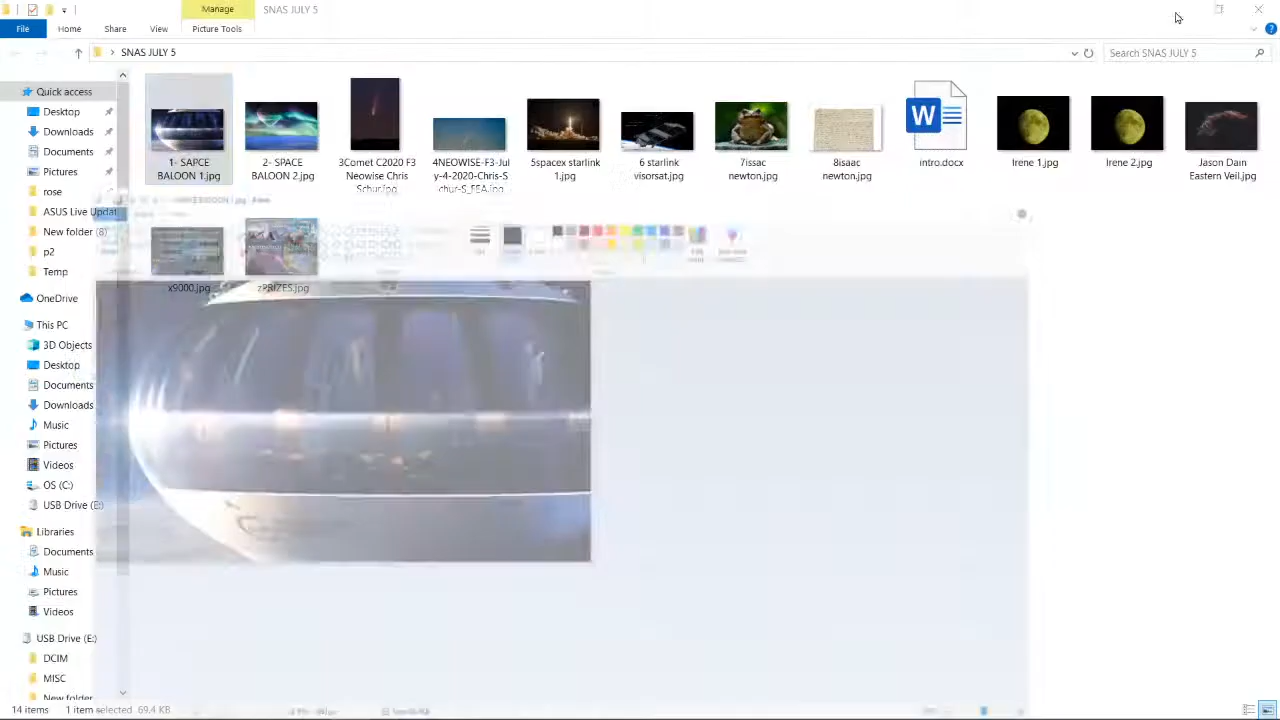 Manage
SNAS JULY 5
File
Home
Share
View
Picture Tools
SNAS JULY 5
Search SNAS JULY 5
Quick access
Desktop
Downloads
Documents
Pictures
rose
ASUS Live Updat
New folder (8)
p2
Temp
OneDrive
This PC
3D Objects
Desktop
Documents
Downloads
Music
Pictures
Videos
OS (C:)
USB Drive (E:)
Libraries
Documents
Music
Pictures
Videos
USB Drive (E:)
DCIM
MISC
New folder
1- SAPCE
BALOON 1.jpg
2- SPACE
BALOON 2.jpg
3Comet C2020 F3
Neowise Chris
Schur.jpg
4NEOWISE-F3-Jul
y-4-2020-Chris-S
chur-S_FEA.jpg
5spacex starlink
1.jpg
6 starlink
visorsat.jpg
7issac
newton.jpg
8isaac
newton.jpg
W
intro.docx
Irene 1.jpg
Irene 2.jpg
Jason Dain
Eastern Veil.jpg
x9000.jpg
zPRIZES.jpg
14 items
1 item selected 69.4 KB